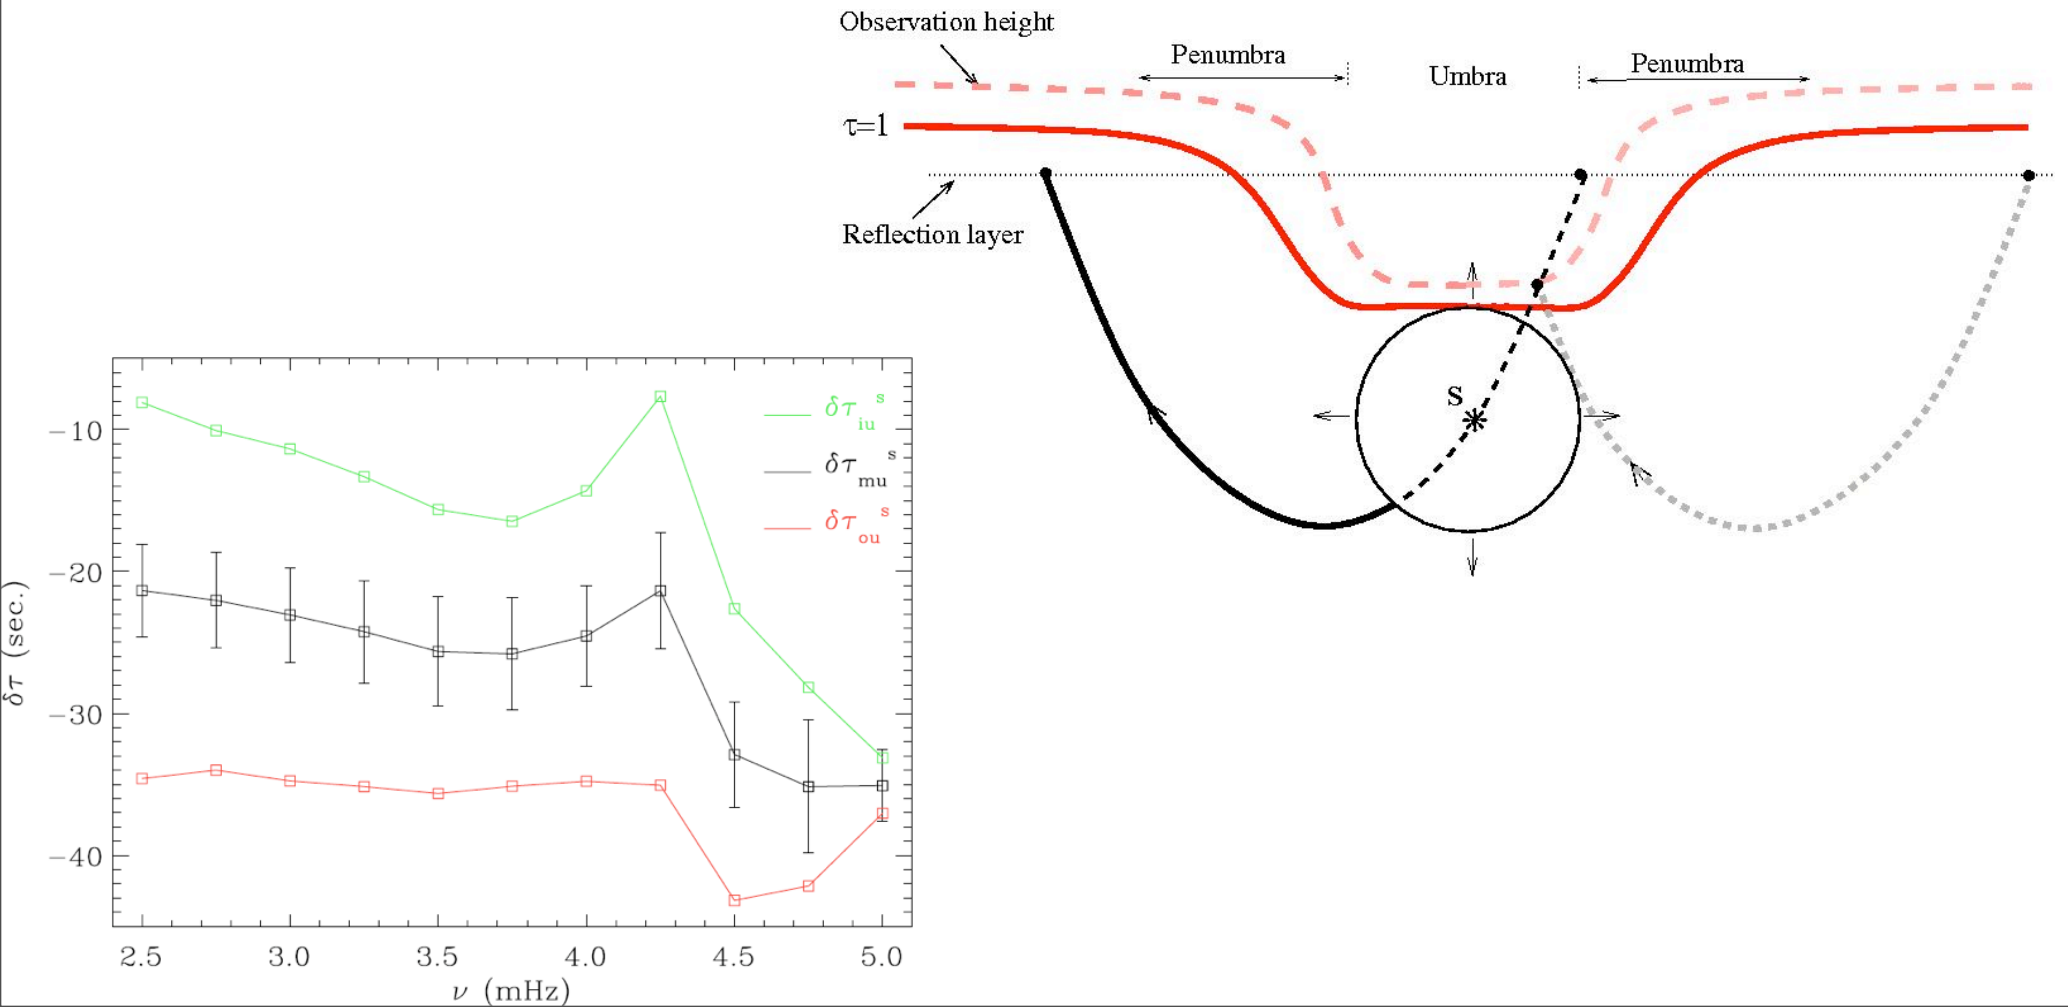 Observation height
Penumbra
Umbra
Penumbra
τ=1
Reflection layer
S
δτ (sec.)
−10
−20
−30
−40
δτ_iu^s
δτ_mu^s
δτ_ou^s
2.5 3.0 3.5 4.0 4.5 5.0
ν (mHz)